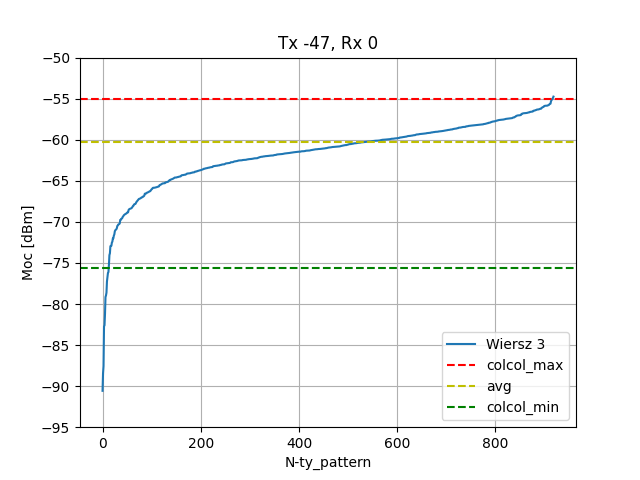 Tx -47, Rx 0
−50
−55
−60
−65
−70
−75
−80
−85
−90
−95
Moc [dBm]
0
200
400
600
800
N-ty_pattern
Wiersz 3
colcol_max
avg
colcol_min